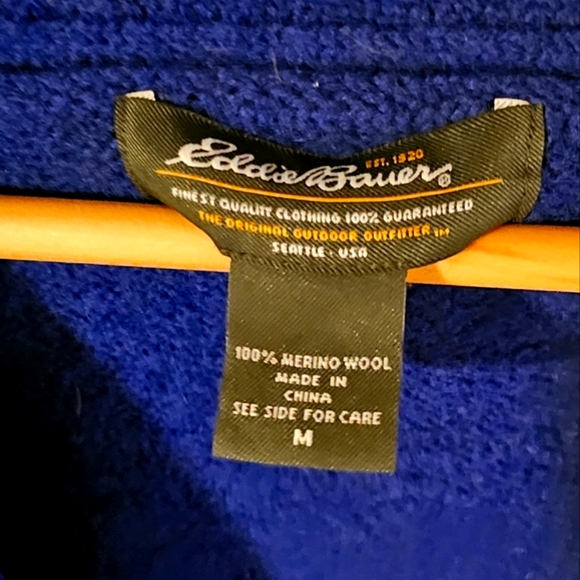 Eddie Bauer®
EST. 1920
FINEST QUALITY CLOTHING 100% GUARANTEED
THE ORIGINAL OUTDOOR OUTFITTER™
SEATTLE · USA
100% MERINO WOOL
MADE IN
CHINA
SEE SIDE FOR CARE
M